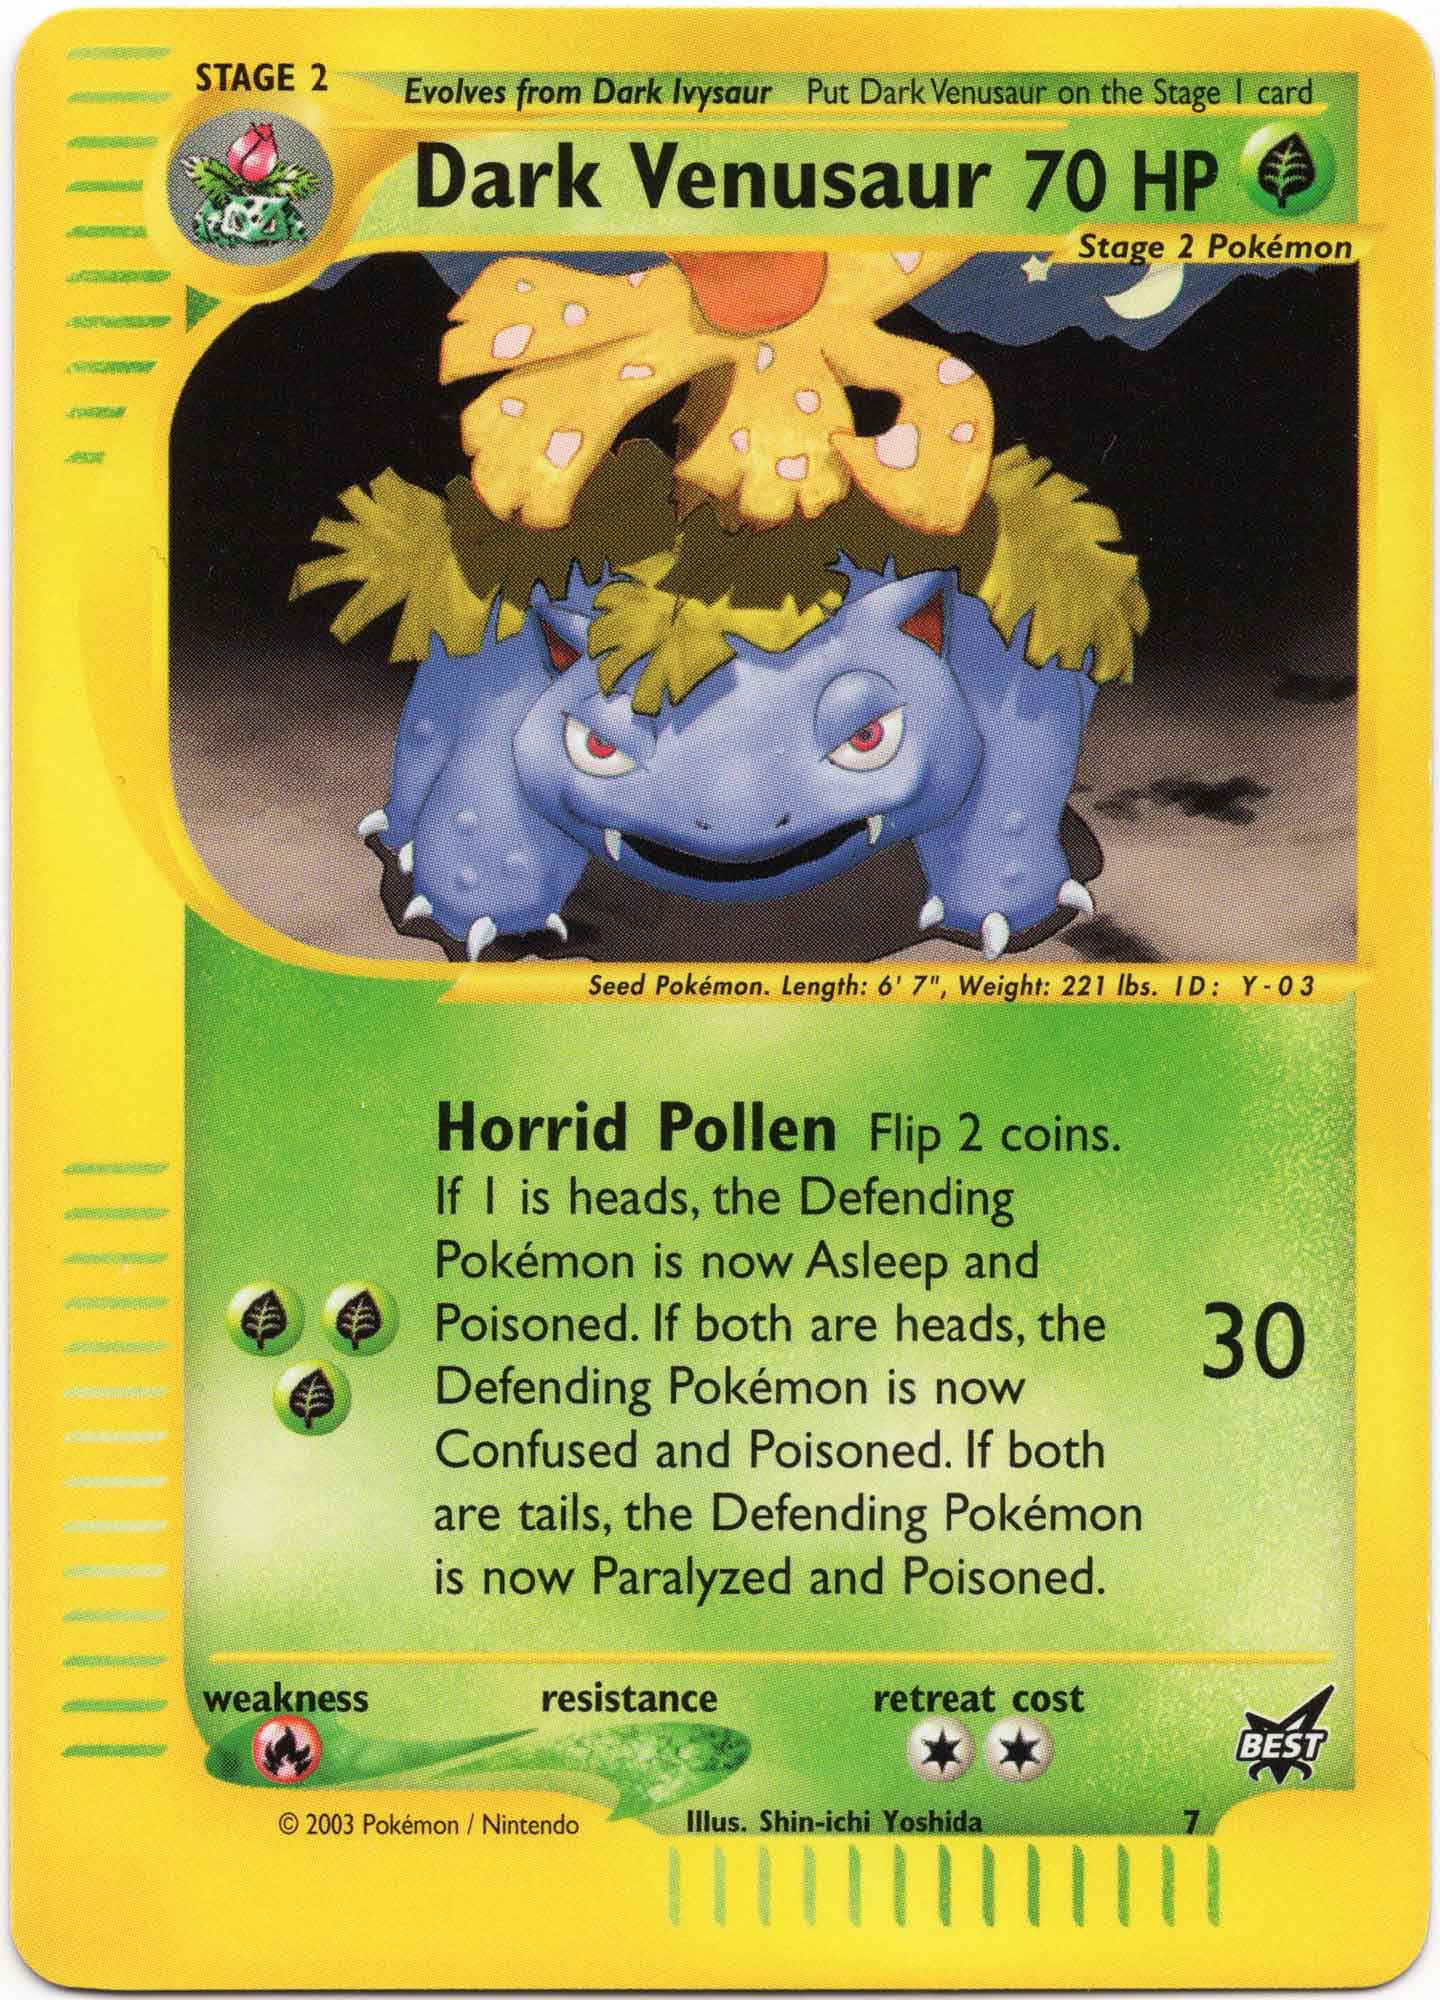 STAGE 2
Evolves from Dark Ivysaur Put Dark Venusaur on the Stage 1 card
Dark Venusaur 70 HP
Stage 2 Pokémon
Seed Pokémon. Length: 6' 7", Weight: 221 lbs. ID: Y-03
Horrid Pollen Flip 2 coins.
If 1 is heads, the Defending
Pokémon is now Asleep and
Poisoned. If both are heads, the
Defending Pokémon is now
Confused and Poisoned. If both
are tails, the Defending Pokémon
is now Paralyzed and Poisoned.
30
weakness resistance retreat cost
BEST
© 2003 Pokémon / Nintendo Illus. Shin-ichi Yoshida 7